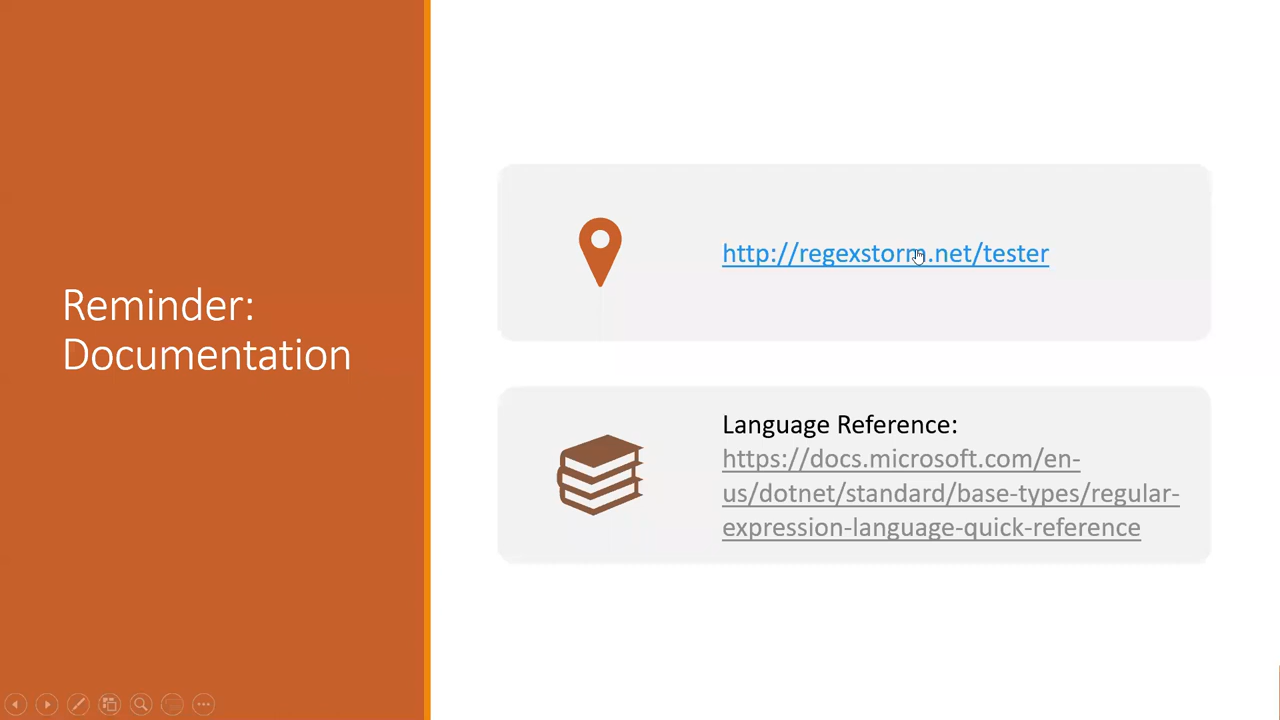 Reminder:
Documentation
http://regexstorm.net/tester
Language Reference:
https://docs.microsoft.com/en-
us/dotnet/standard/base-types/regular-
expression-language-quick-reference